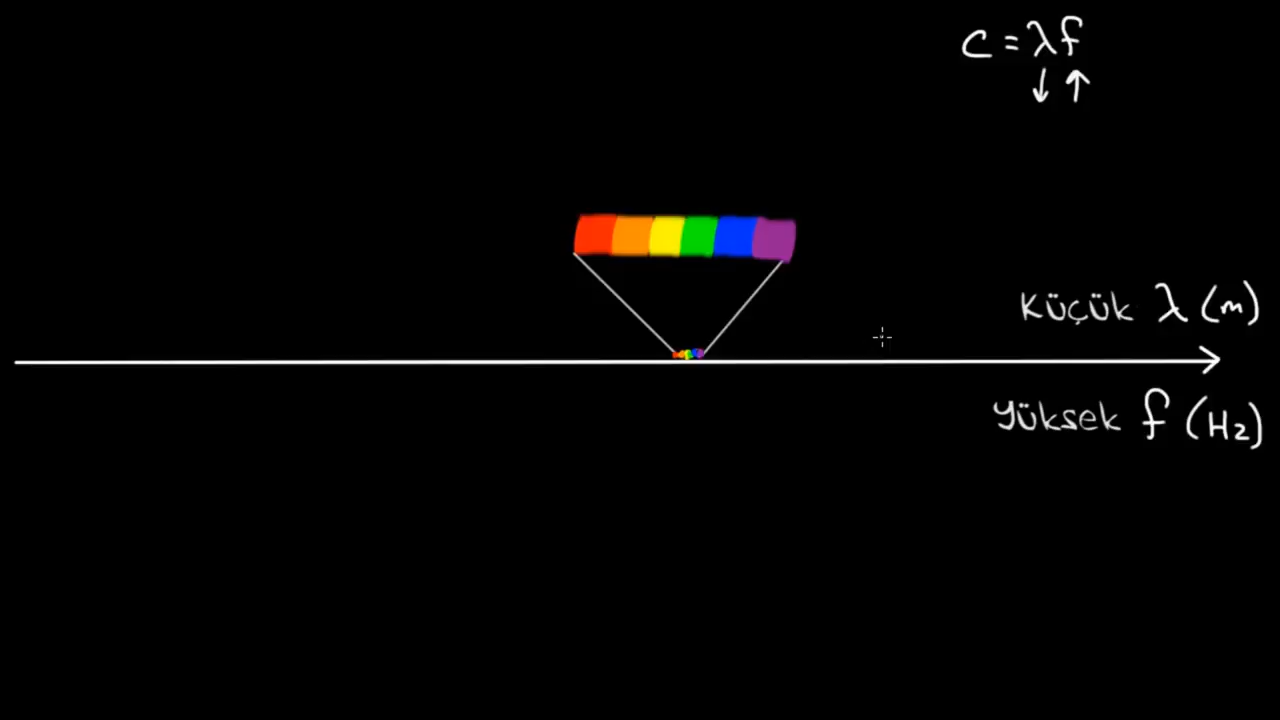 c = λf
↓ ↑
Küçük λ (m)
yüksek f (Hz)